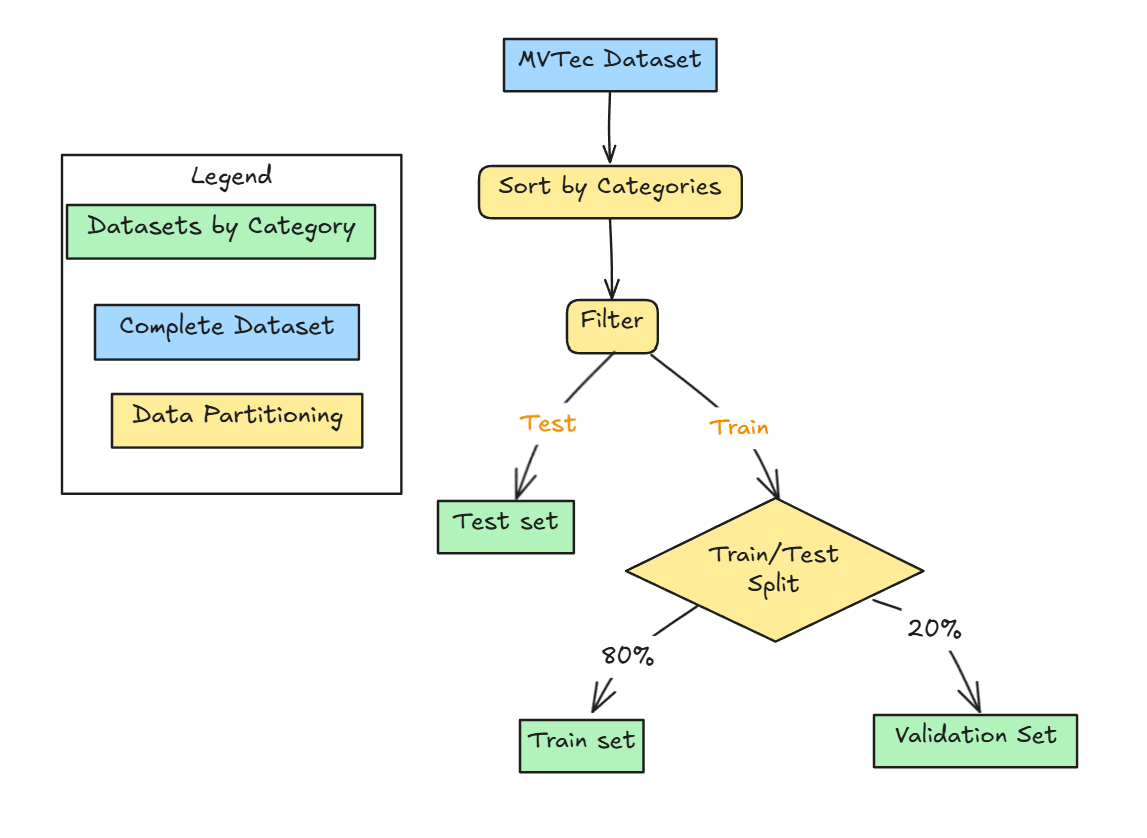 MVTec Dataset
Legend
Sort by Categories
Datasets by Category
Complete Dataset
Filter
Data Partitioning
Test
Train
Test set
Train/Test
Split
80%
20%
Train set
Validation Set